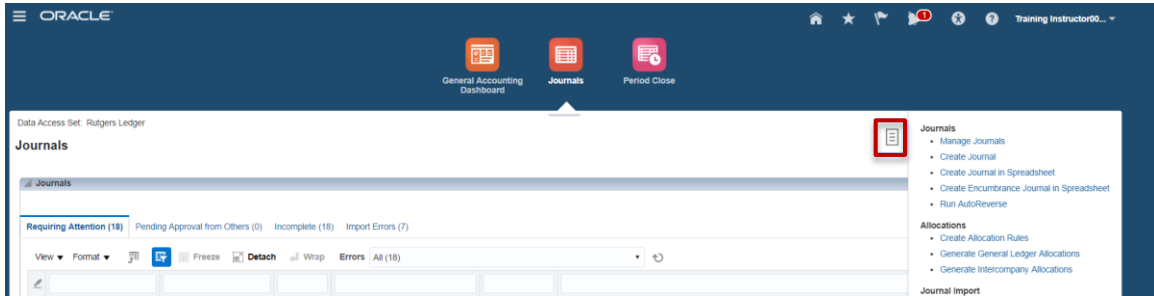 ORACLE
1
Training Instructor00...
General Accounting
Dashboard
Journals
Period Close
Data Access Set: Rutgers Ledger
Journals
Journals
Requiring Attention (18) Pending Approval from Others (0) Incomplete (18) Import Errors (7)
View Format Freeze Detach Wrap Errors All (18)
Journals
Manage Journals
Create Journal
Create Journal in Spreadsheet
Create Encumbrance Journal in Spreadsheet
Run AutoReverse
Allocations
Create Allocation Rules
Generate General Ledger Allocations
Generate Intercompany Allocations
Journal Import